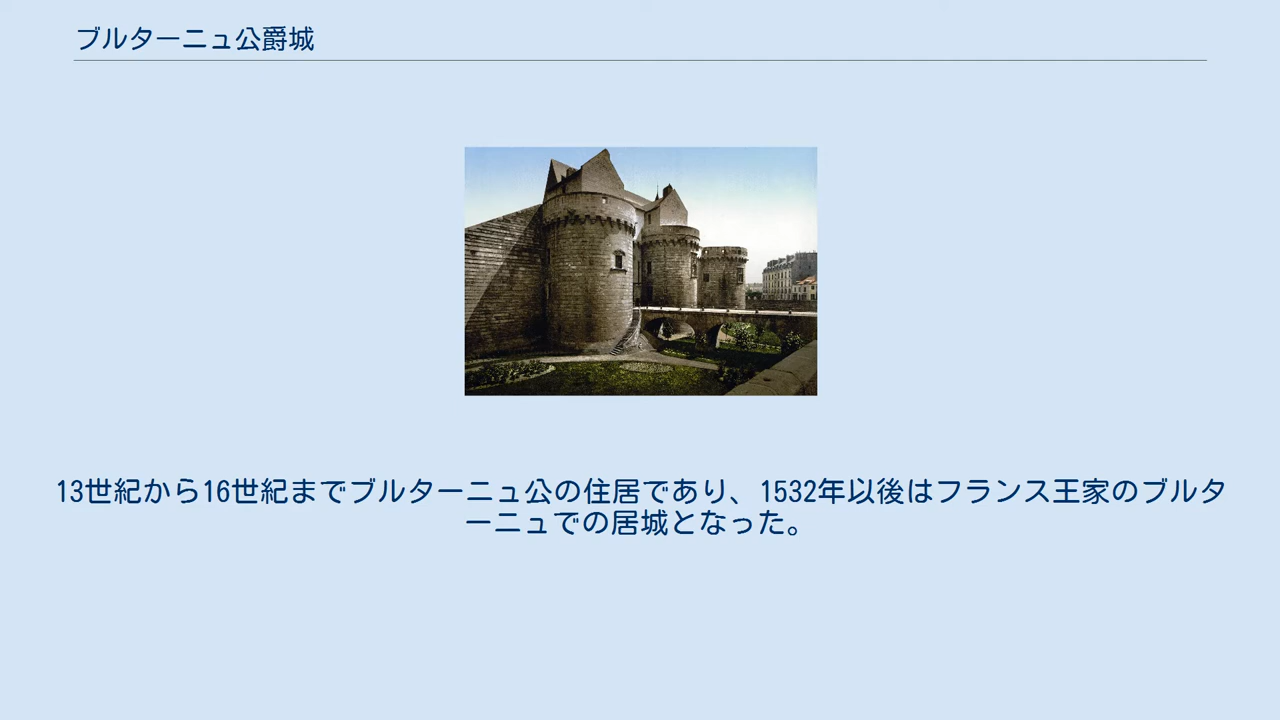 ブルターニュ公爵城
13世紀から16世紀までブルターニュ公の住居であり、1532年以後はフランス王家のブルタ
ーニュでの居城となった。